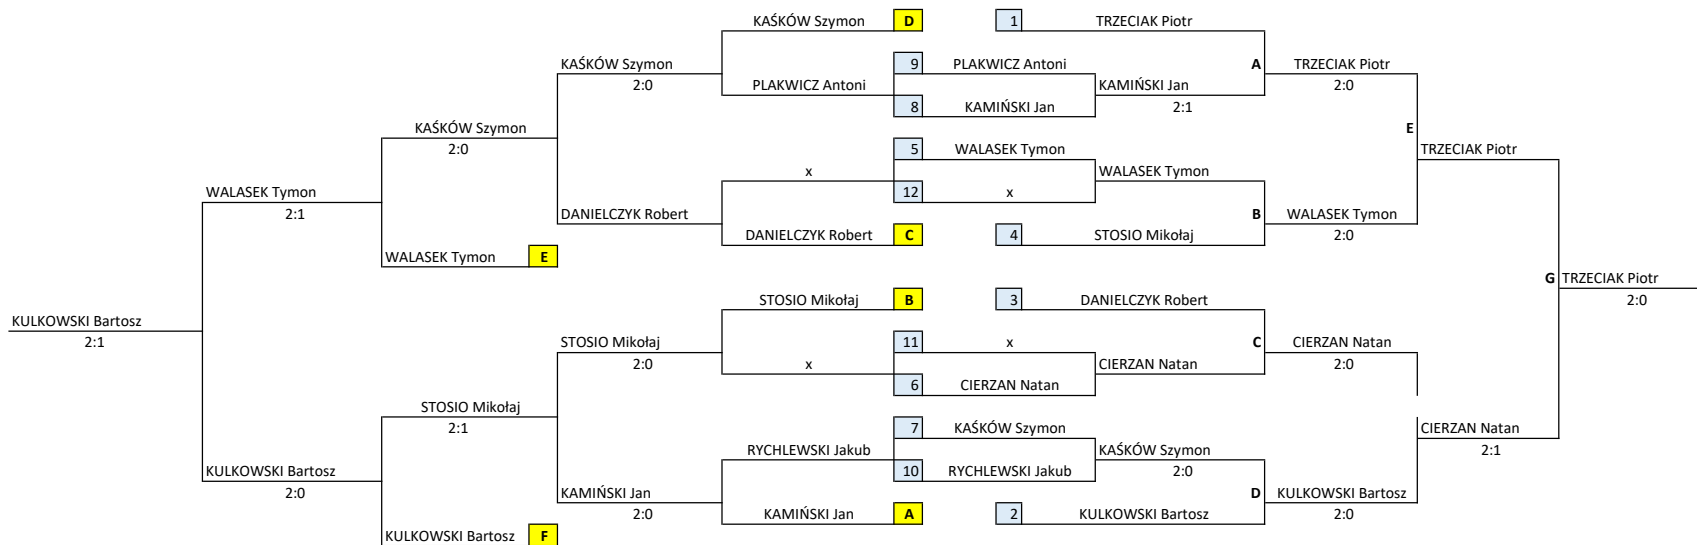 KAŚKÓW Szymon D 1 TRZECIAK Piotr
KAŚKÓW Szymon 9 PLAKWICZ Antoni A TRZECIAK Piotr
2:0 PLAKWICZ Antoni KAMIŃSKI Jan 2:0
8 KAMIŃSKI Jan 2:1
KAŚKÓW Szymon E
2:0 5 WALASEK Tymon TRZECIAK Piotr
x WALASEK Tymon
WALASEK Tymon 12 x
2:1 DANIELCZYK Robert B WALASEK Tymon
DANIELCZYK Robert C 4 STOSIO Mikołaj 2:0
WALASEK Tymon E
G TRZECIAK Piotr
STOSIO Mikołaj B 3 DANIELCZYK Robert 2:0
KULKOWSKI Bartosz
2:1 STOSIO Mikołaj 11 x C CIERZAN Natan
2:0 x CIERZAN Natan 2:0
6 CIERZAN Natan
STOSIO Mikołaj
2:1 7 KAŚKÓW Szymon CIERZAN Natan
RYCHLEWSKI Jakub KAŚKÓW Szymon 2:1
KULKOWSKI Bartosz 10 RYCHLEWSKI Jakub 2:0
2:0 KAMIŃSKI Jan D KULKOWSKI Bartosz
2:0 KAMIŃSKI Jan A 2 KULKOWSKI Bartosz 2:0
KULKOWSKI Bartosz F